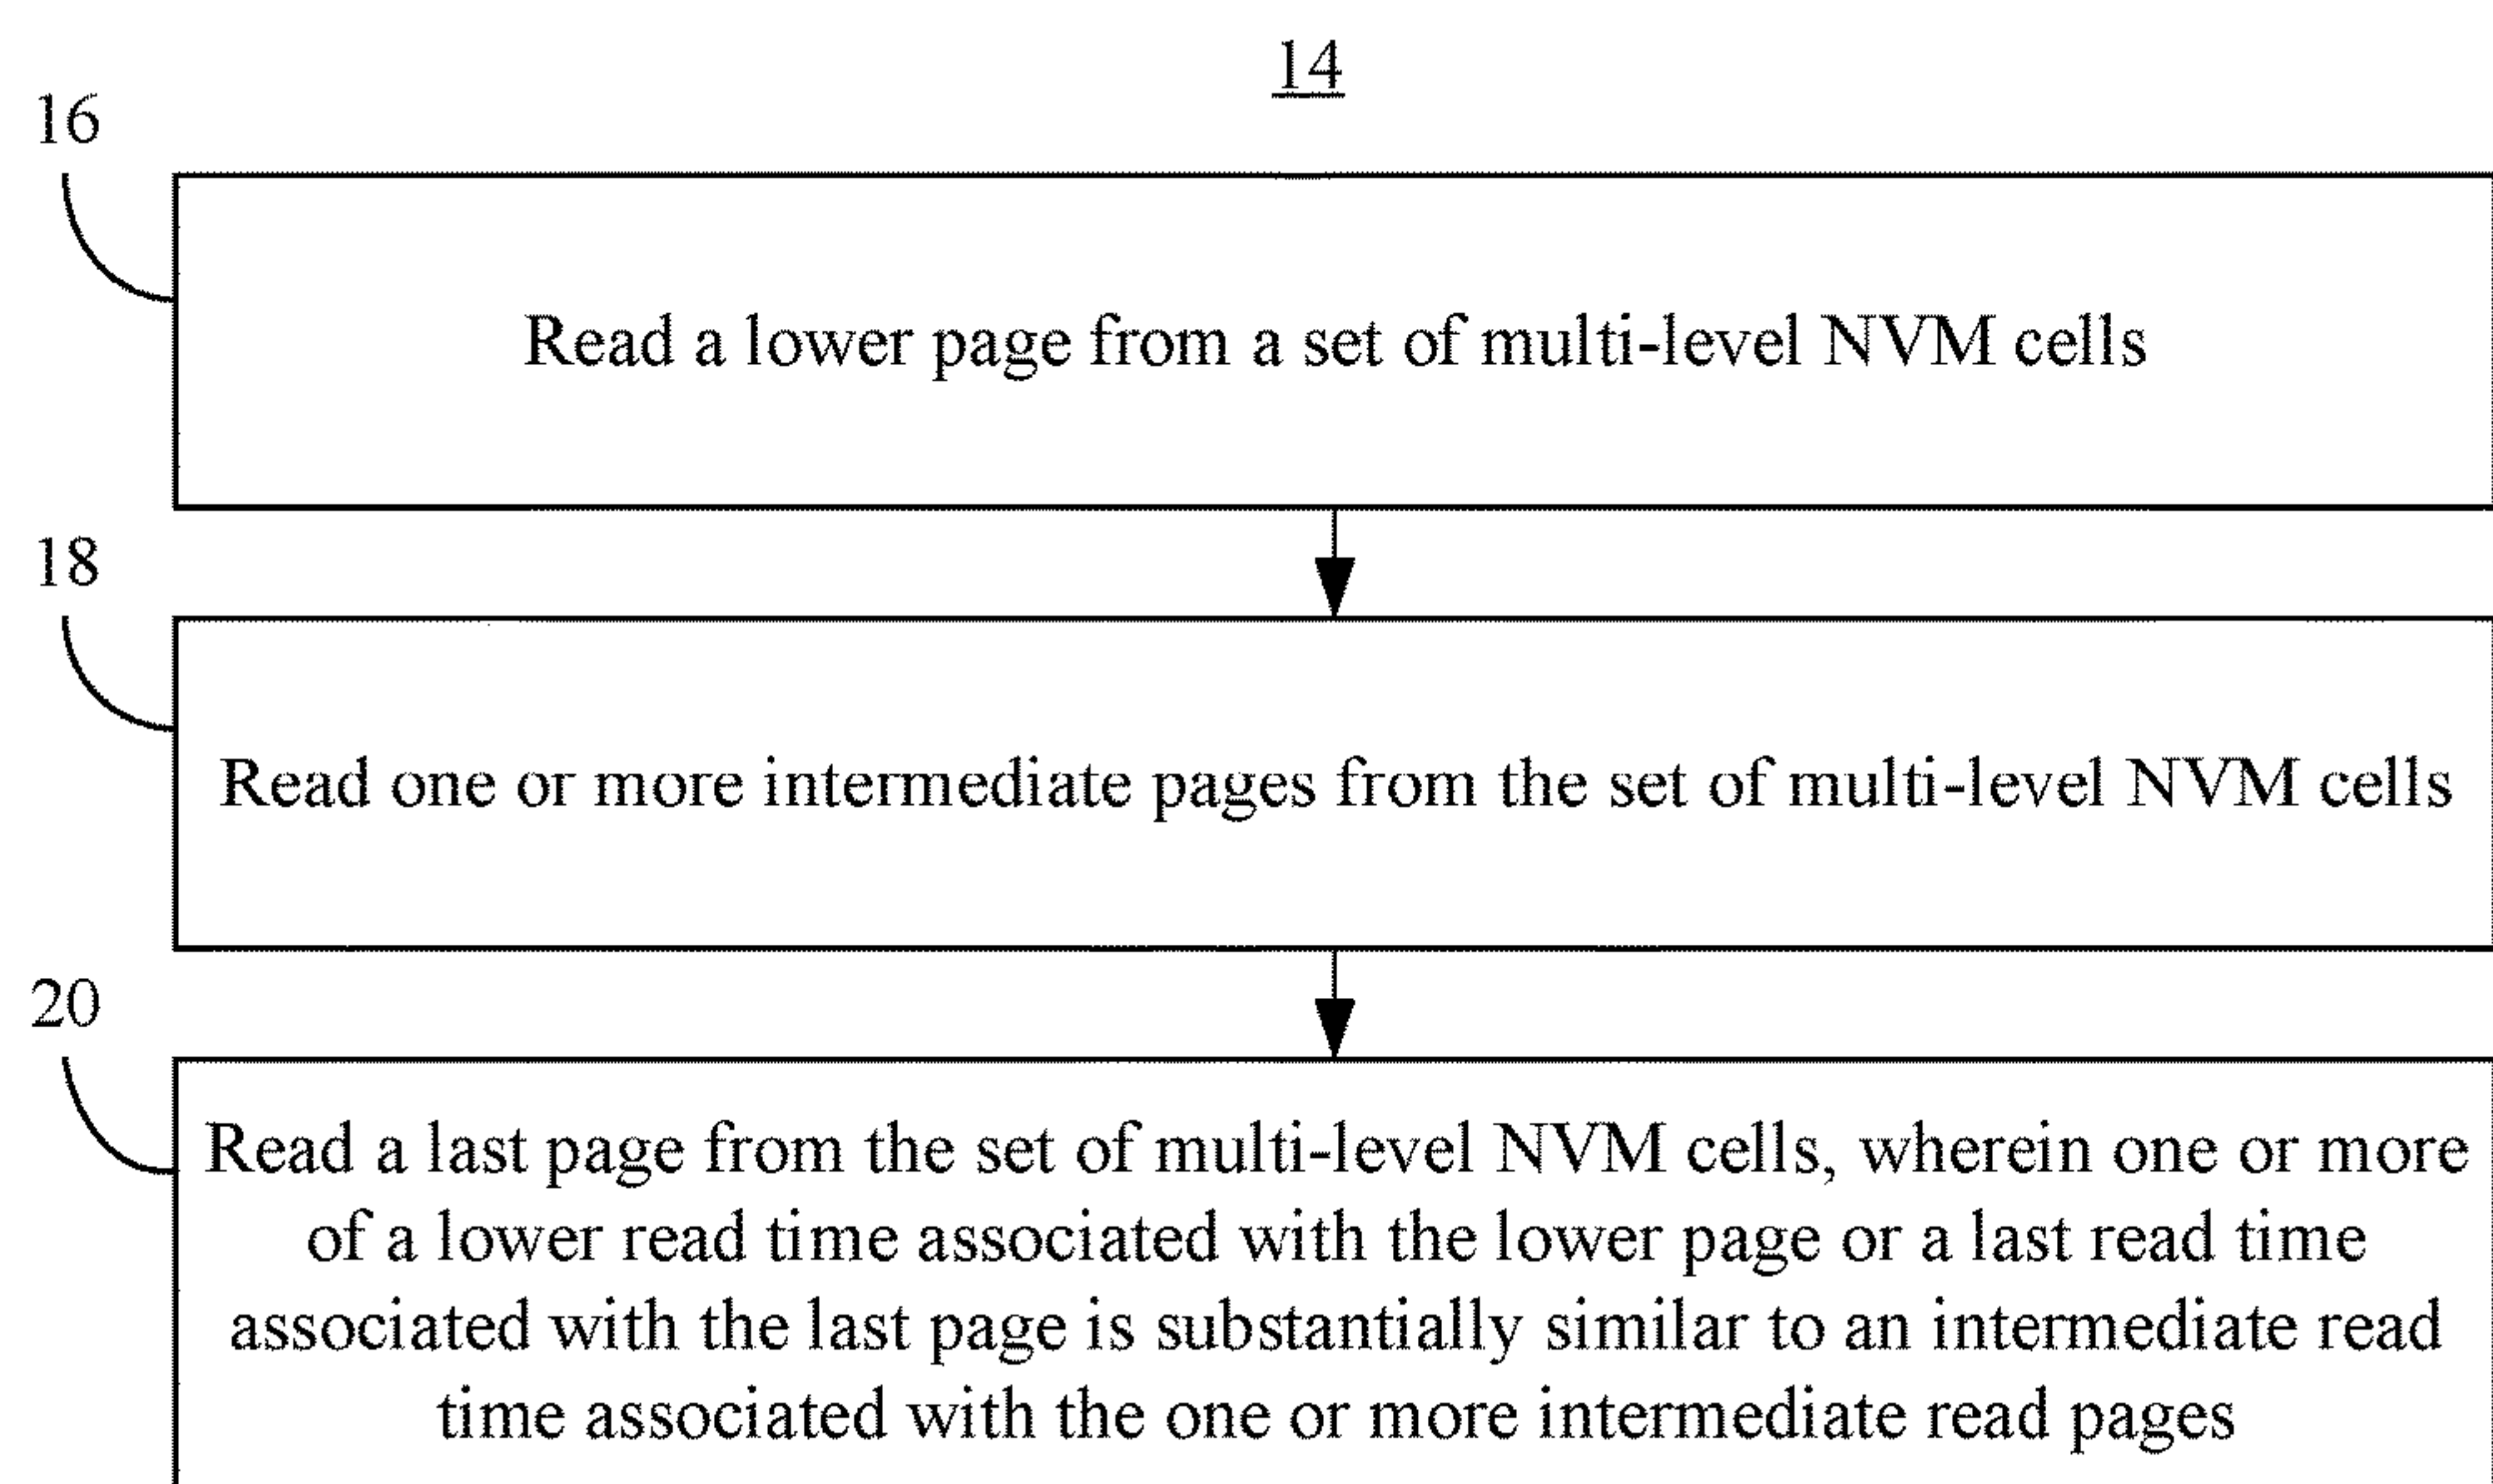 14
16
Read a lower page from a set of multi-level NVM cells
18
Read one or more intermediate pages from the set of multi-level NVM cells
20
Read a last page from the set of multi-level NVM cells, wherein one or more
of a lower read time associated with the lower page or a last read time
associated with the last page is substantially similar to an intermediate read
time associated with the one or more intermediate read pages